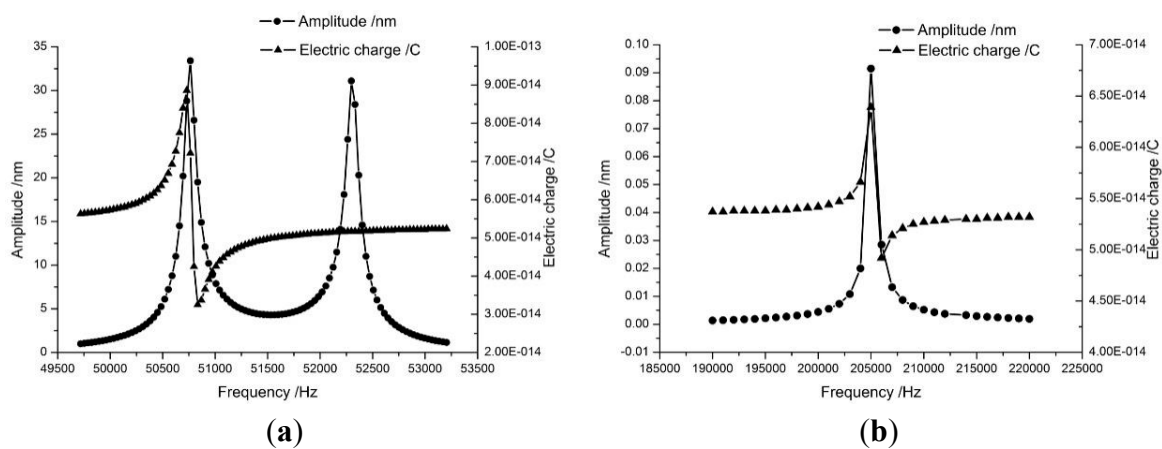 Amplitude /nm
Electric charge /C
35
30
25
20
15
10
5
0
Amplitude /nm
1.00E-013
9.00E-014
8.00E-014
7.00E-014
6.00E-014
5.00E-014
4.00E-014
3.00E-014
2.00E-014
Electric charge /C
49500 50000 50500 51000 51500 52000 52500 53000 53500
Frequency /Hz
(a)
Amplitude /nm
Electric charge /C
0.10
0.09
0.08
0.07
0.06
0.05
0.04
0.03
0.02
0.01
0.00
-0.01
Amplitude /nm
7.00E-014
6.50E-014
6.00E-014
5.50E-014
5.00E-014
4.50E-014
4.00E-014
Electric charge /C
185000 190000 195000 200000 205000 210000 215000 220000 225000
Frequency /Hz
(b)